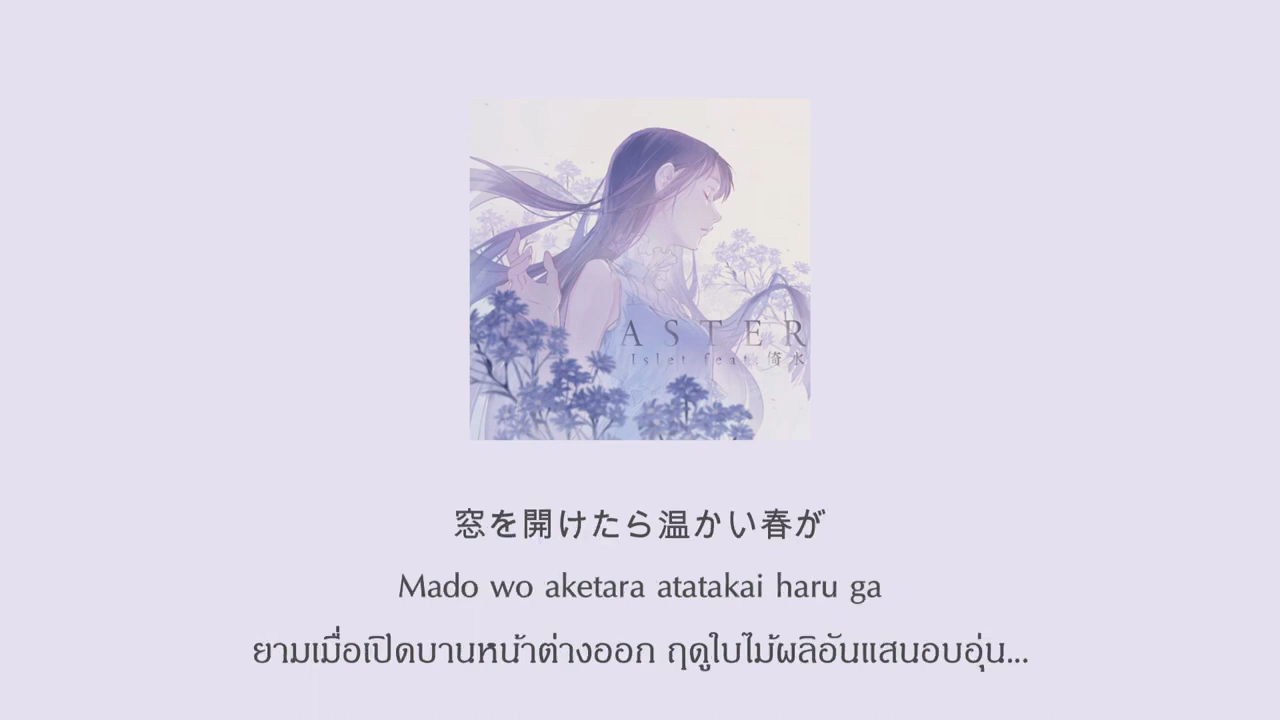 ASTER
Islet feat. 倚水
窓を開けたら温かい春が
Mado wo aketara atatakai haru ga
ยามเมื่อเปิดบานหน้าต่างออก ฤดูใบไม้ผลิอันแสนอบอุ่น...